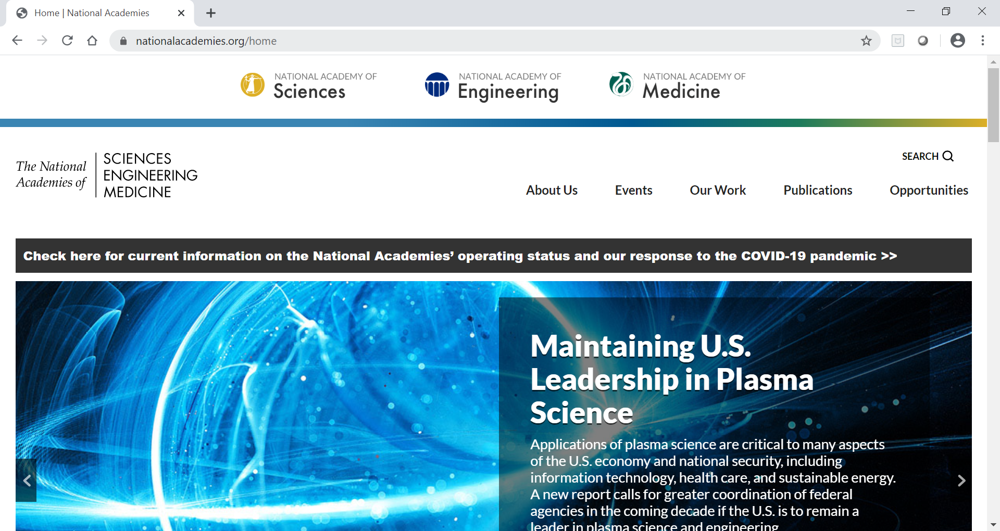 Home | National Academies
nationalacademies.org/home
NATIONAL ACADEMY OF
Sciences
NATIONAL ACADEMY OF
Engineering
NATIONAL ACADEMY OF
Medicine
The National
Academies of
SCIENCES
ENGINEERING
MEDICINE
SEARCH
About Us
Events
Our Work
Publications
Opportunities
Check here for current information on the National Academies’ operating status and our response to the COVID-19 pandemic >>
Maintaining U.S.
Leadership in Plasma
Science
Applications of plasma science are critical to many aspects
of the U.S. economy and national security, including
information technology, health care, and sustainable energy.
A new report calls for greater coordination of federal
agencies in the coming decade if the U.S. is to remain a
leader in plasma science and engineering